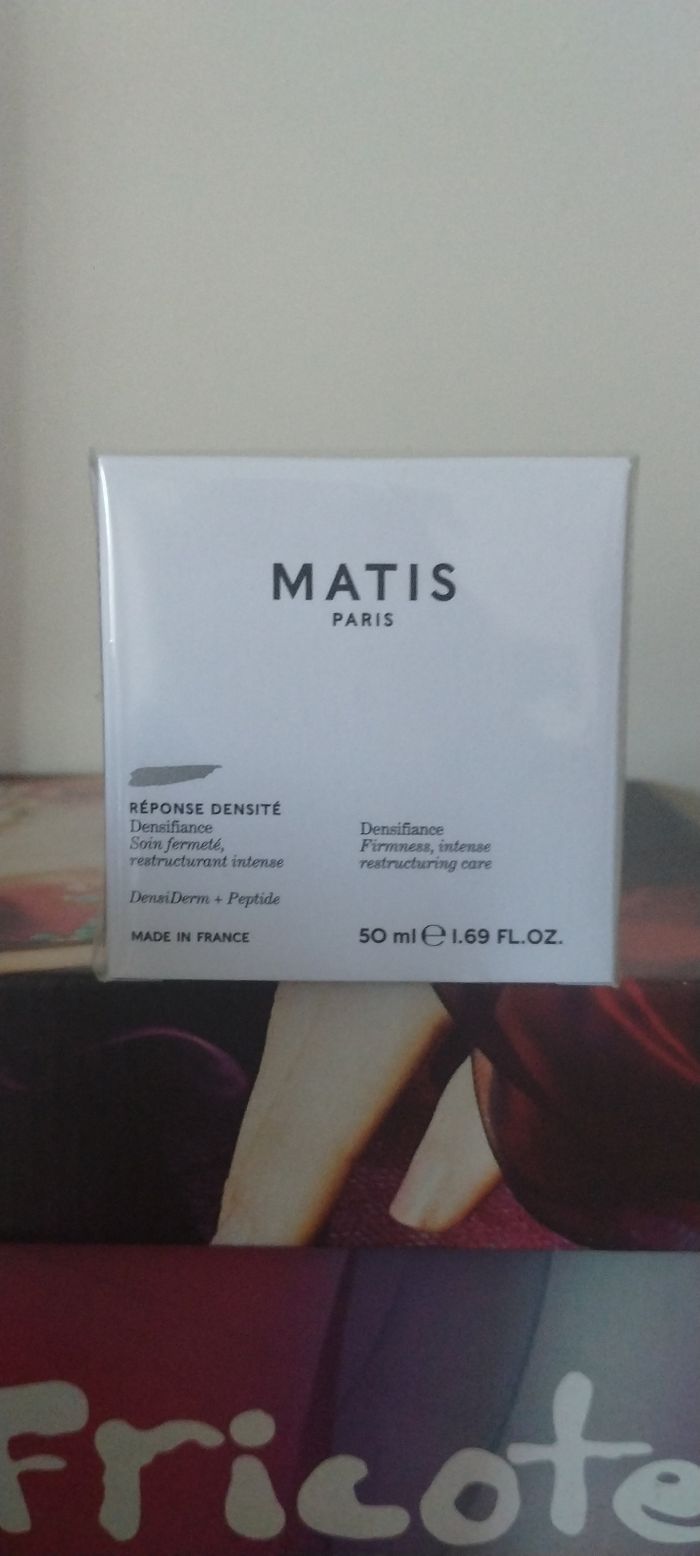 MATIS
PARIS
RÉPONSE DENSITÉ
Densifiance
Soin fermeté,
restructurant intense
DensiDerm + Peptide
MADE IN FRANCE
Densifiance
Firmness, intense
restructuring care
50 ml ℮ 1.69 FL.OZ.
Fricote